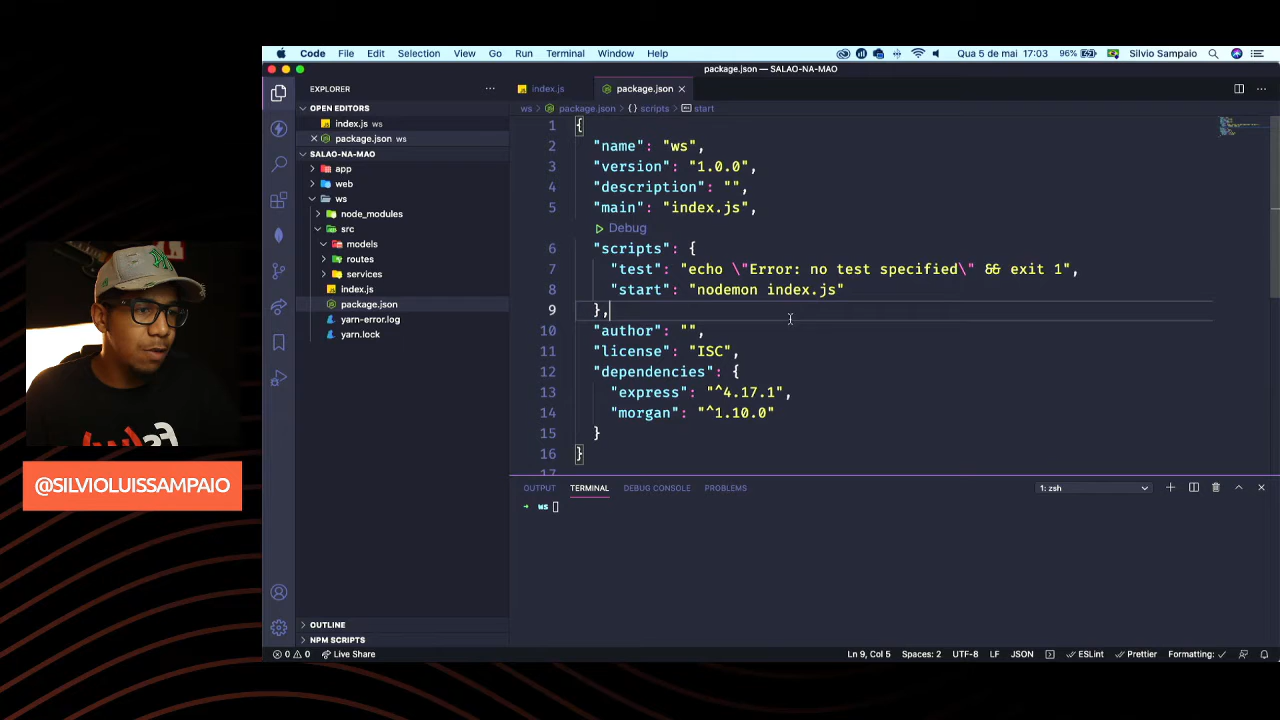 Code File Edit Selection View Go Run Terminal Window Help Qua 5 de mai 17:03 96% Silvio Sampaio
package.json — SALAO-NA-MAO
EXPLORER
index.js
package.json
OPEN EDITORS
index.js ws
package.json ws
SALAO-NA-MAO
app
web
ws
node_modules
src
models
routes
services
index.js
package.json
yarn-error.log
yarn.lock
OUTLINE
NPM SCRIPTS
ws > package.json > {} scripts > start
1 {
2 "name": "ws",
3 "version": "1.0.0",
4 "description": "",
5 "main": "index.js",
Debug
6 "scripts": {
7 "test": "echo \"Error: no test specified\" && exit 1",
8 "start": "nodemon index.js"
9 },
10 "author": "",
11 "license": "ISC",
12 "dependencies": {
13 "express": "^4.17.1",
14 "morgan": "^1.10.0"
15 }
16 }
17
OUTPUT TERMINAL DEBUG CONSOLE PROBLEMS 1: zsh
→ ws
0 0 Live Share Ln 9, Col 5 Spaces: 2 UTF-8 LF JSON ESLint Prettier Formatting:
@SILVIOLUISSAMPAIO